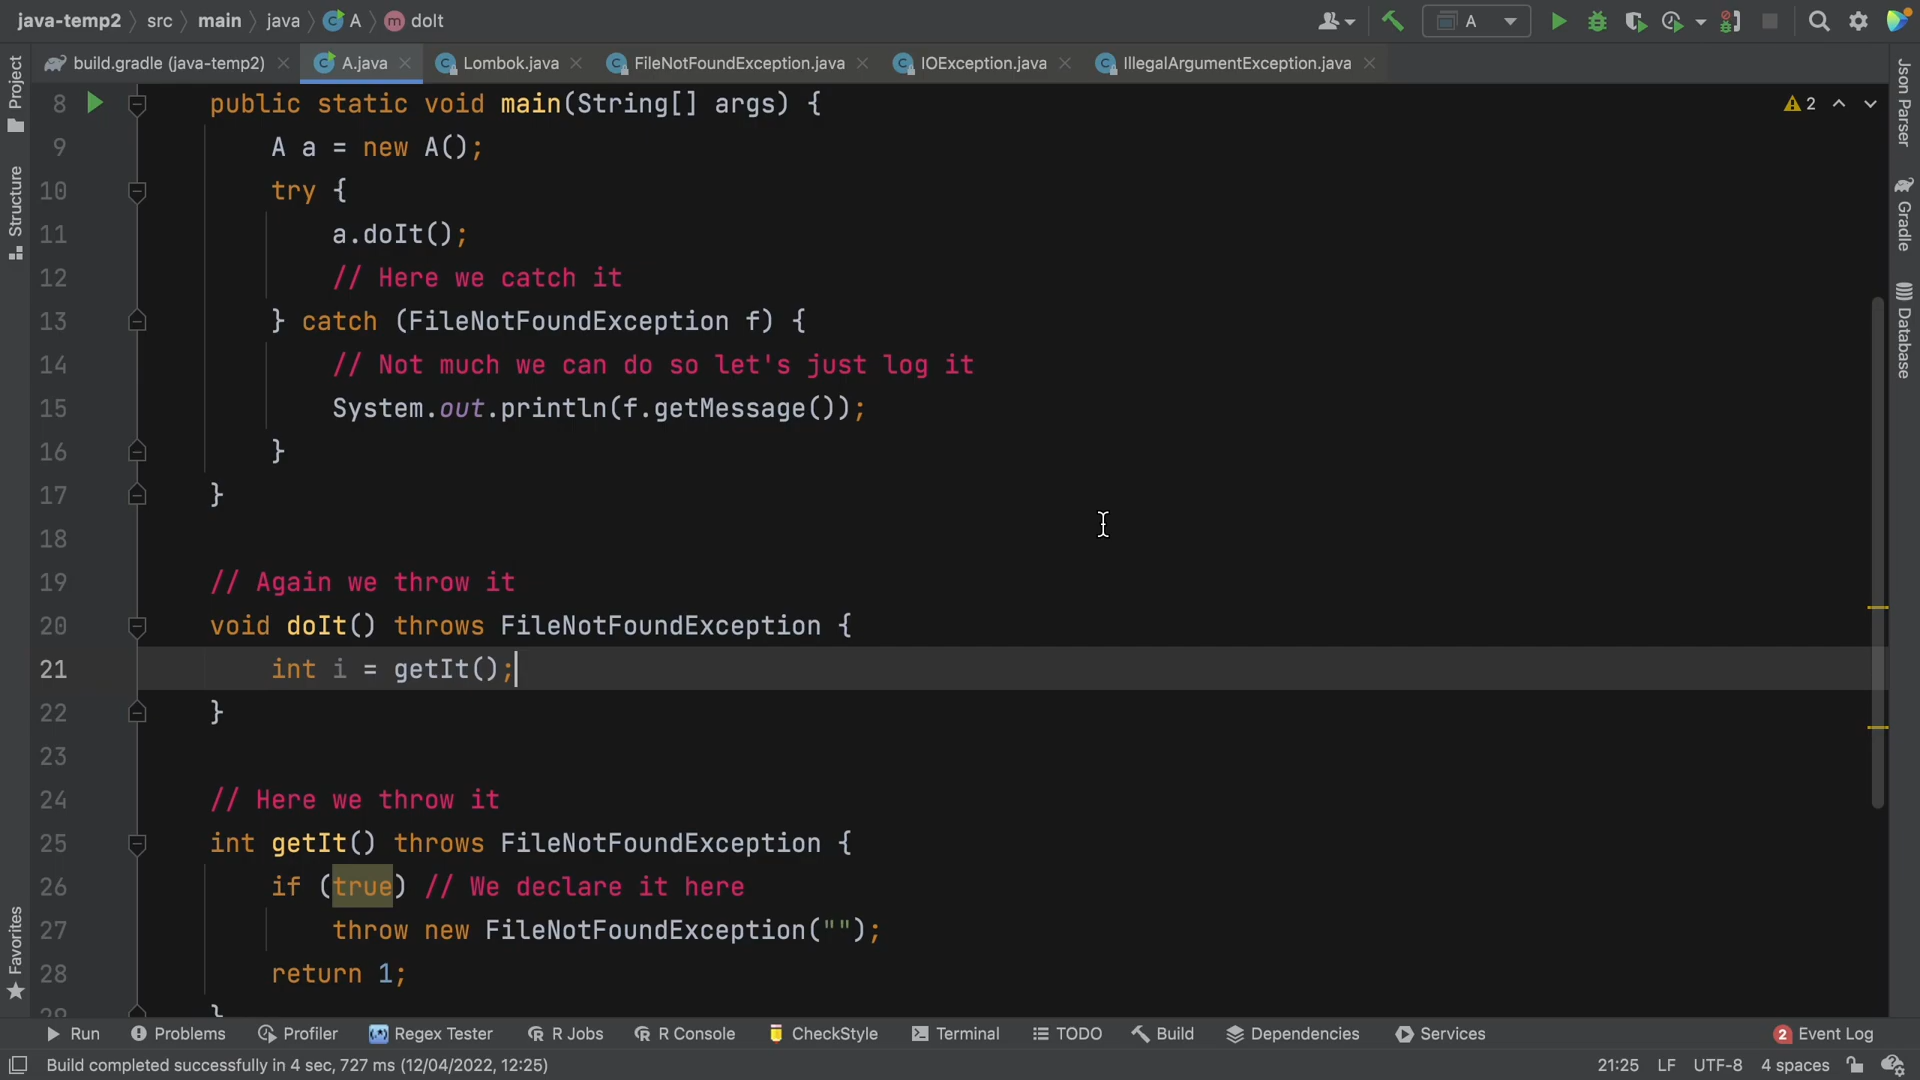 java-temp2 src main java A doIt
A
build.gradle (java-temp2) A.java Lombok.java FileNotFoundException.java IOException.java IllegalArgumentException.java
Project
Structure
Favorites
Json Parser
Gradle
Database
2
8 public static void main(String[] args) {
9 A a = new A();
10 try {
11 a.doIt();
12 // Here we catch it
13 } catch (FileNotFoundException f) {
14 // Not much we can do so let's just log it
15 System.out.println(f.getMessage());
16 }
17 }
18
19 // Again we throw it
20 void doIt() throws FileNotFoundException {
21 int i = getIt();
22 }
23
24 // Here we throw it
25 int getIt() throws FileNotFoundException {
26 if (true) // We declare it here
27 throw new FileNotFoundException("");
28 return 1;
29 }
Run Problems Profiler Regex Tester R Jobs R Console CheckStyle Terminal TODO Build Dependencies Services 2 Event Log
Build completed successfully in 4 sec, 727 ms (12/04/2022, 12:25) 21:25 LF UTF-8 4 spaces